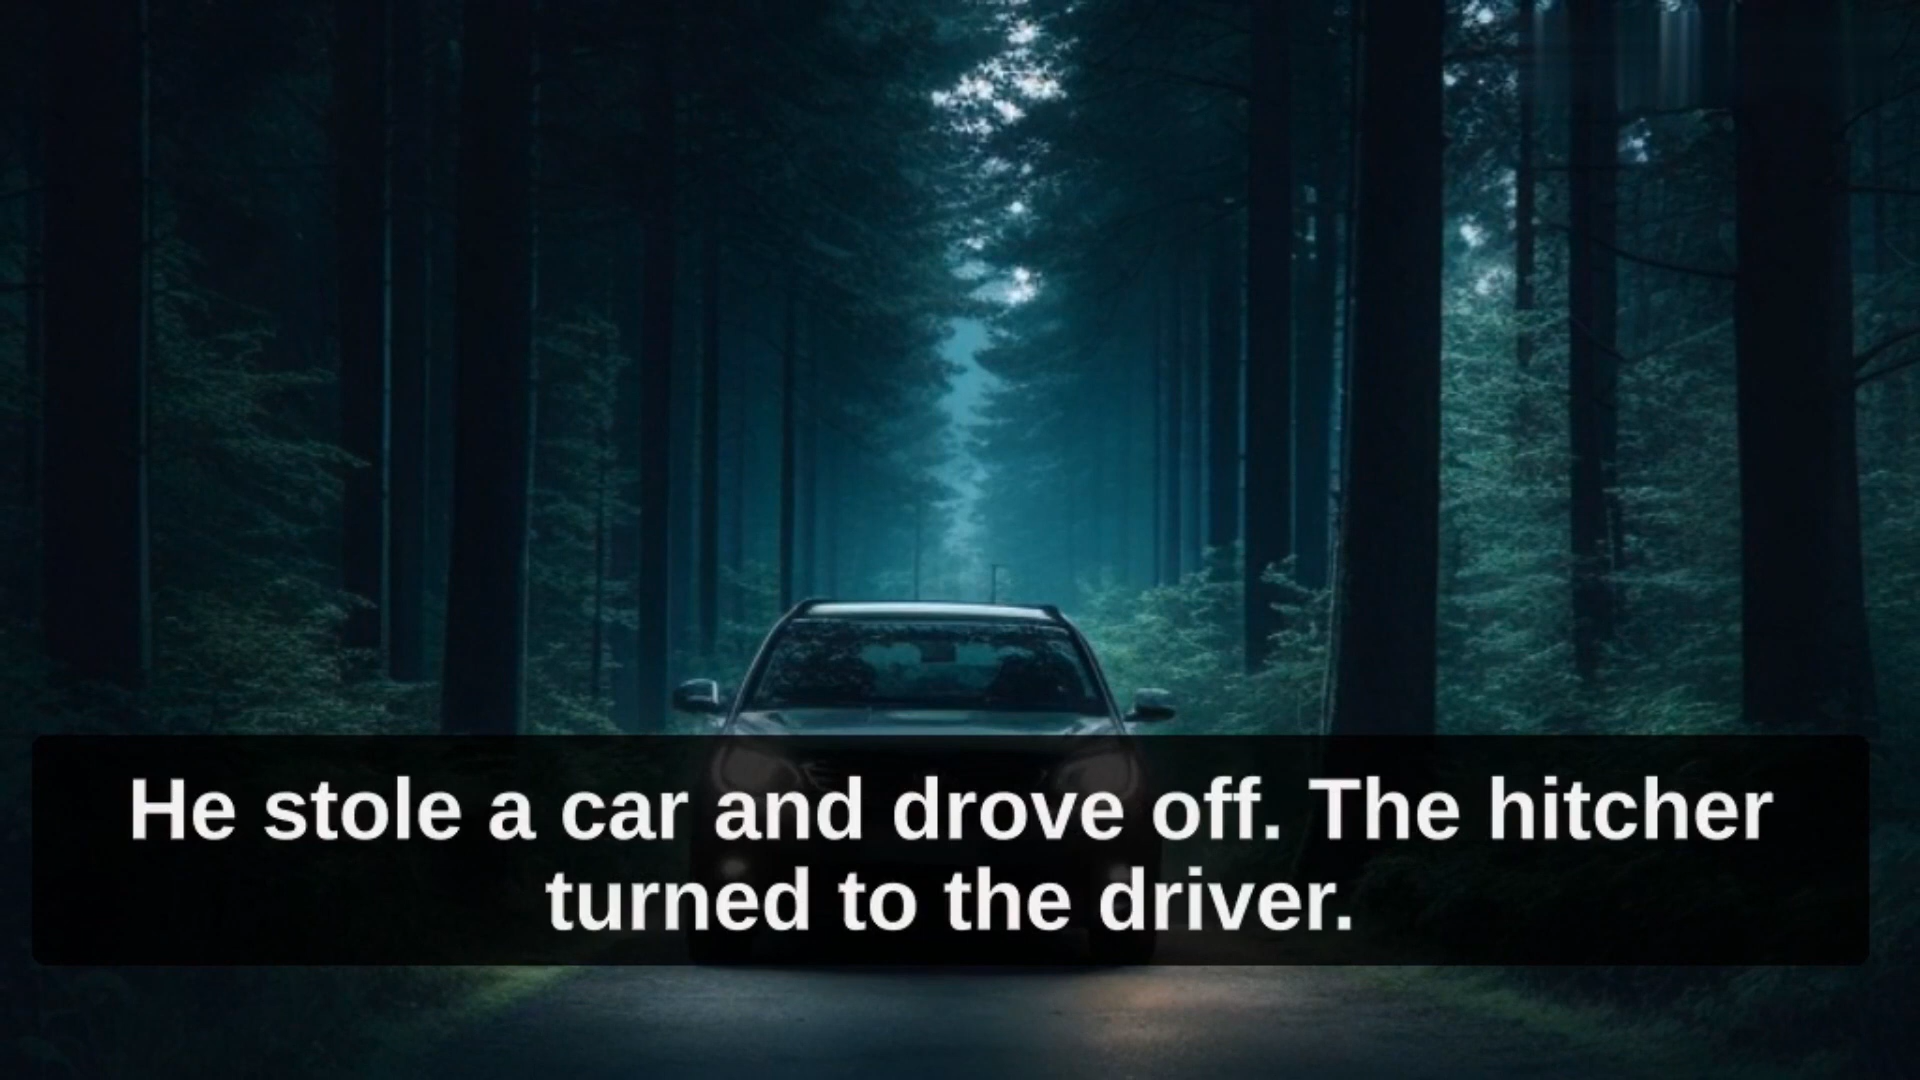 He stole a car and drove off. The hitcher
turned to the driver.